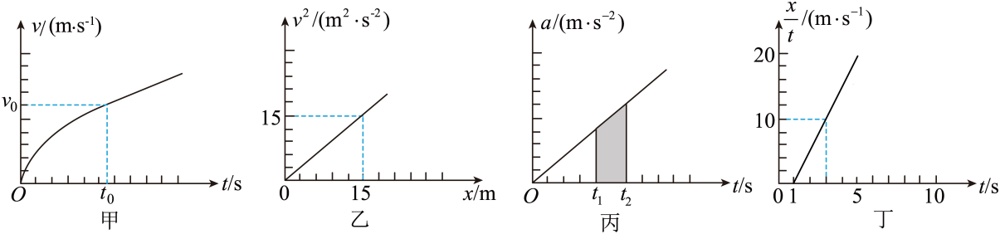 v/(m·s⁻¹)
v₀
O
t₀
t/s
甲
v²/(m²·s⁻²)
15
0
15
x/m
乙
a/(m·s⁻²)
O
t₁
t₂
t/s
丙
x/t /(m·s⁻¹)
20
10
0
1
5
10
t/s
丁